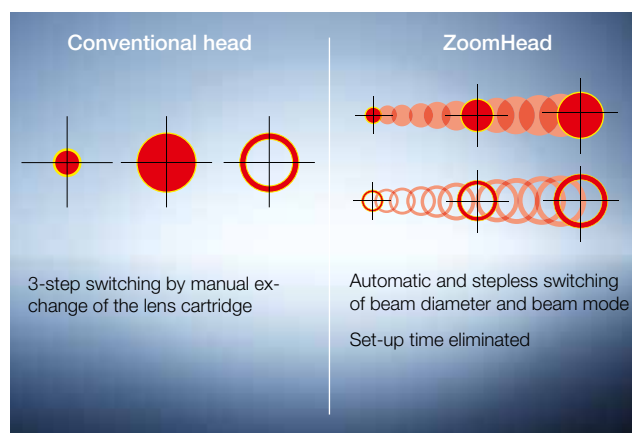 Conventional head
ZoomHead
3-step switching by manual ex-
change of the lens cartridge
Automatic and stepless switching
of beam diameter and beam mode
Set-up time eliminated